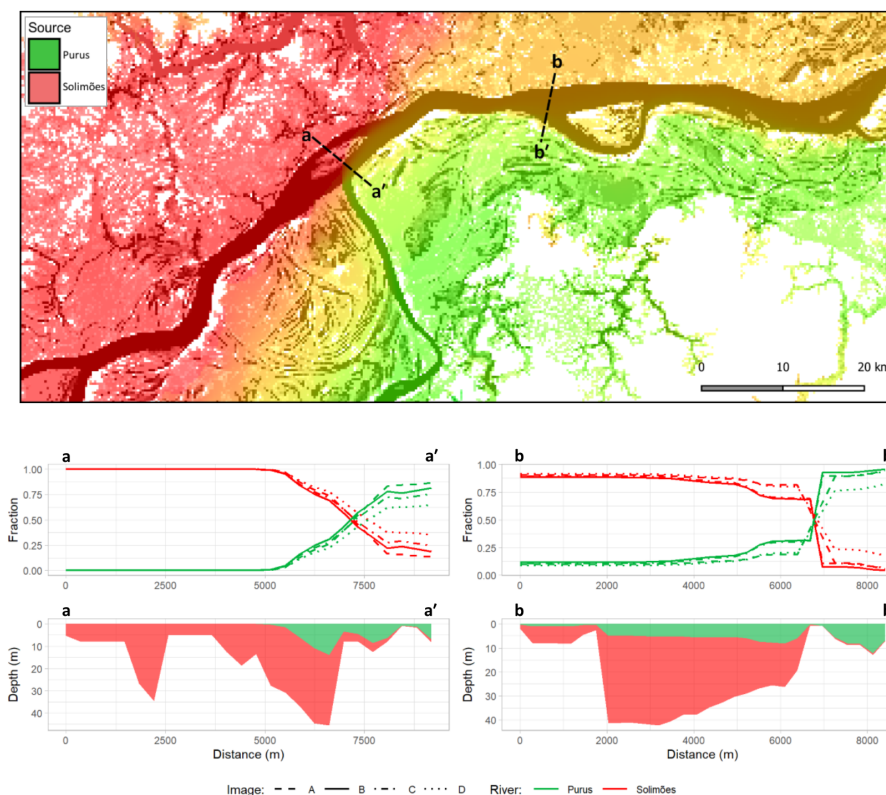 Source
Purus
Solimões
a
a'
b
b'
0 10 20 km
a a'
Fraction
1.00
0.75
0.50
0.25
0.00
0 2500 5000 7500
b
Fraction
1.00
0.75
0.50
0.25
0.00
0 2000 4000 6000 8000
a a'
Depth (m)
0
10
20
30
40
0 2500 5000 7500
Distance (m)
b
Depth (m)
0
10
20
30
40
0 2000 4000 6000 8000
Distance (m)
Image: A B C D River: Purus Solimões